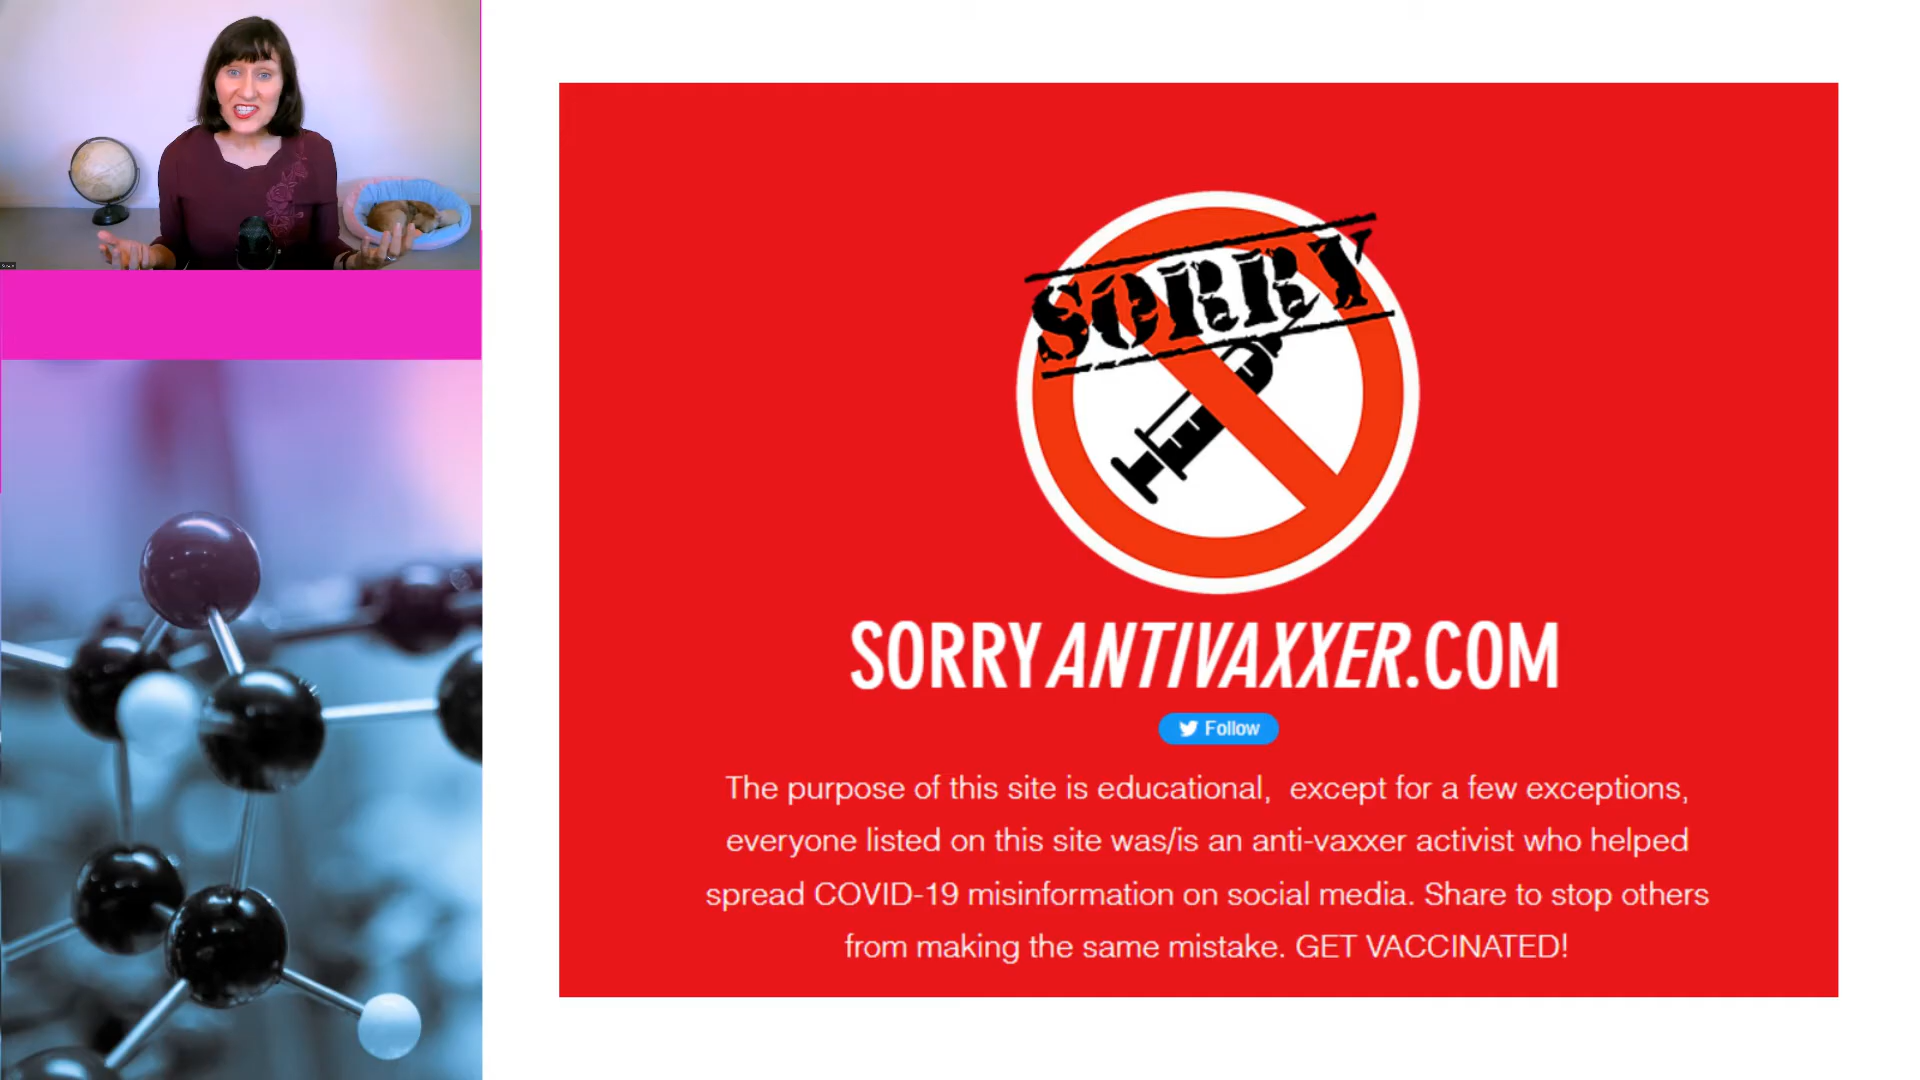 SORRY
SORRYANTIVAXXER.COM
Follow
The purpose of this site is educational,  except for a few exceptions,
everyone listed on this site was/is an anti-vaxxer activist who helped
spread COVID-19 misinformation on social media. Share to stop others
from making the same mistake. GET VACCINATED!